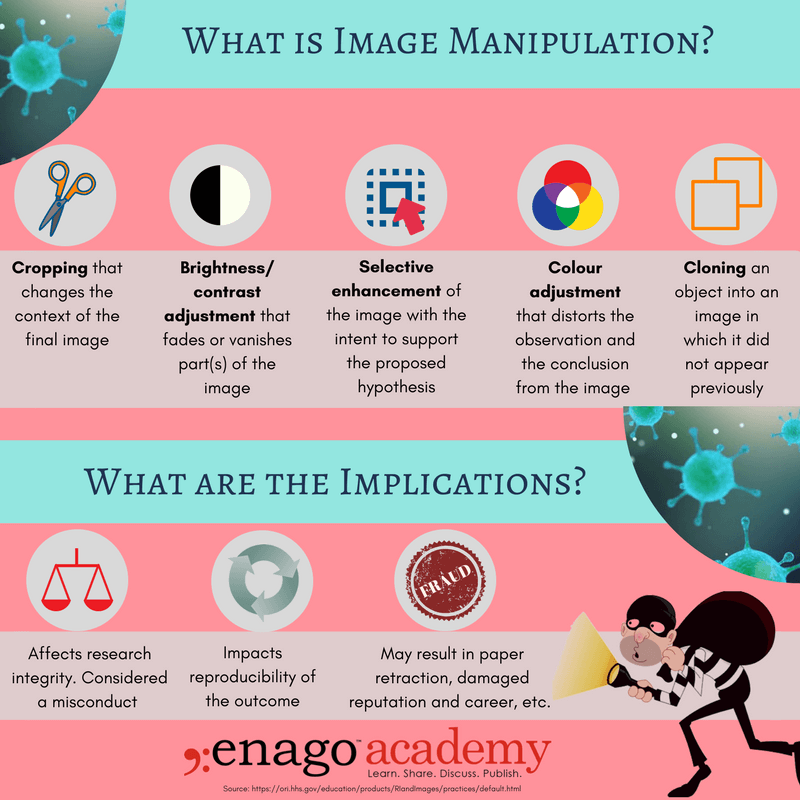 What is Image Manipulation?
Cropping that
changes the
context of the
final image
Brightness/
contrast
adjustment that
fades or vanishes
part(s) of the
image
Selective
enhancement of
the image with the
intent to support
the proposed
hypothesis
Colour
adjustment
that distorts the
observation and
the conclusion
from the image
Cloning an
object into an
image in
which it did
not appear
previously
What are the Implications?
Affects research
integrity. Considered
a misconduct
Impacts
reproducibility of
the outcome
FRAUD
May result in paper
retraction, damaged
reputation and career, etc.
enago™ academy
Learn. Share. Discuss. Publish.
Source: https://ori.hhs.gov/education/products/RIandImages/practices/default.html